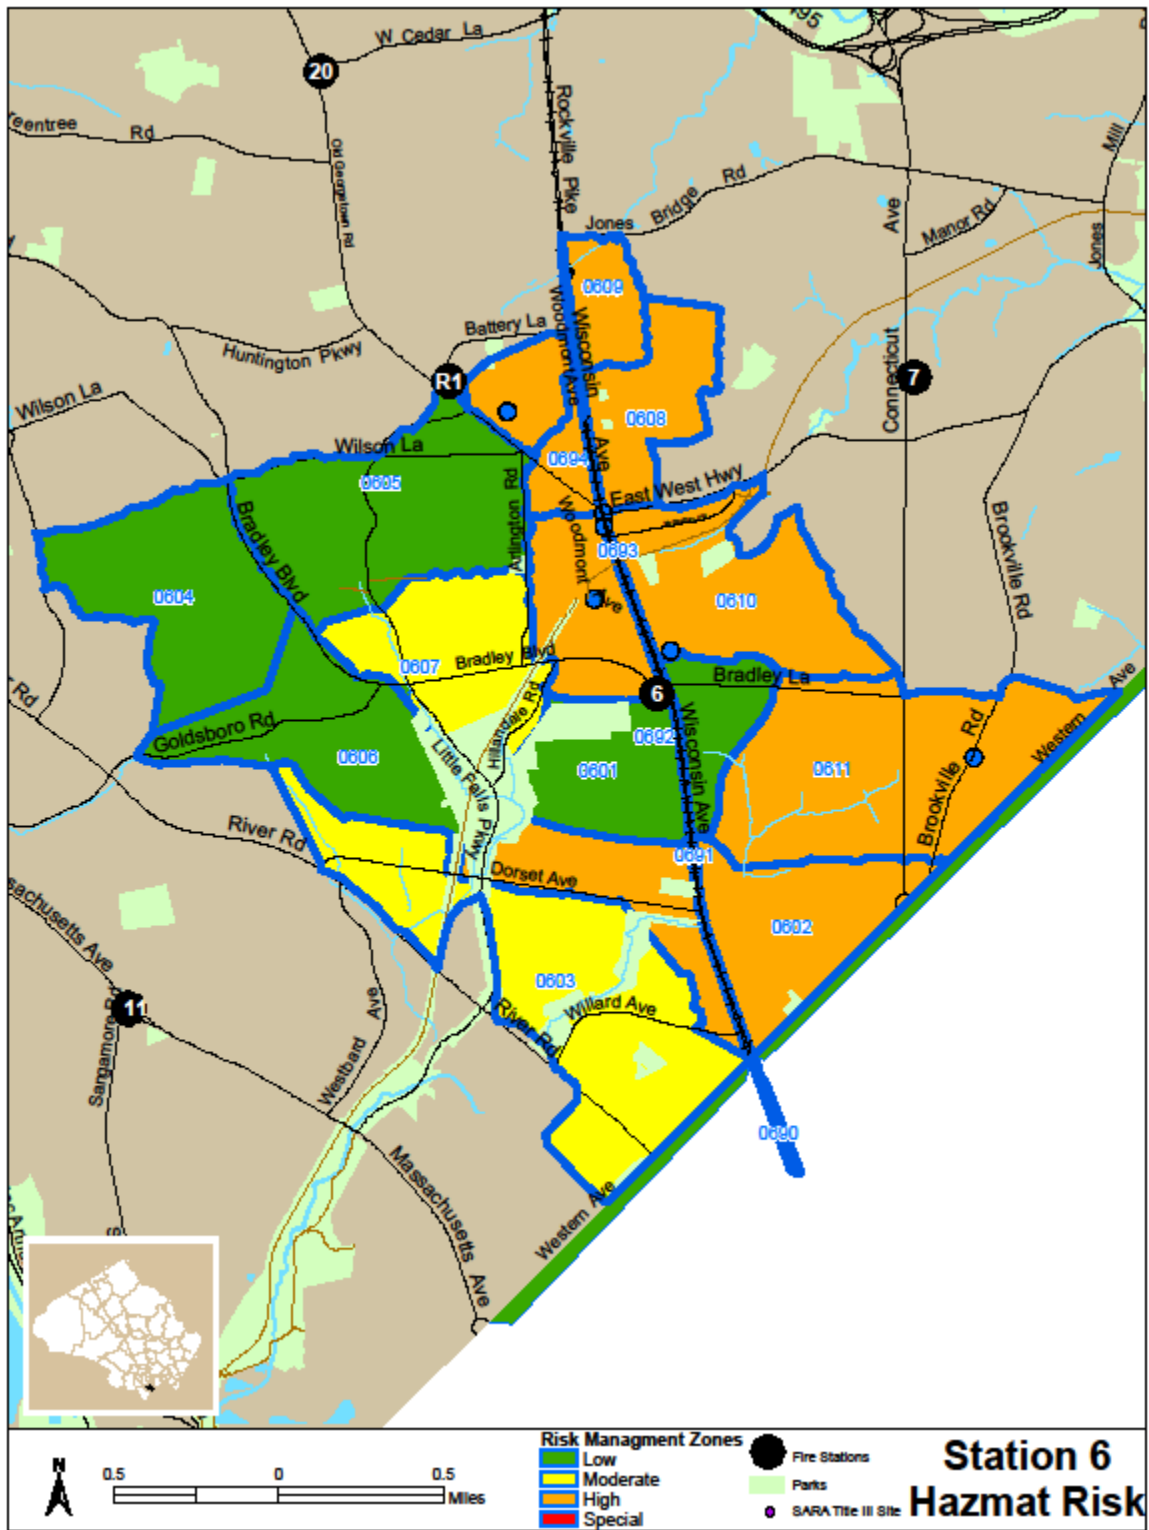 495
W Cedar La
20
Rockville Pike
reentree Rd
Old Georgetown Rd
Mill
Jones Bridge Rd
Ave
Manor Rd
Jones
0609
Woodmont Ave
Wisconsin
Battery La
Huntington Pkwy
Connecticut
7
R1
Wilson La
0608
Wilson La
0694
Ave
0605
East West Hwy
Arlington Rd
Woodmont Ave
Bradley Blvd
Brookville Rd
0693
0604
0610
0607
Bradley Blvd
Bradley La
r Rd
6
Western Ave
Goldsboro Rd
Hillandale Rd
0692
Wisconsin Ave
Rd
0606
Little Falls Pkwy
0601
0611
Brookville
River Rd
0691
Dorset Ave
sachusetts Ave
0602
0603
Willard Ave
River Rd
11
Sangamore Rd
Westbard Ave
0690
Massachusetts Ave
Western Ave
S
N
0.5 0 0.5
Miles
Risk Managment Zones
Low
Moderate
High
Special
Fire Stations
Parks
SARA Title III Site
Station 6
Hazmat Risk